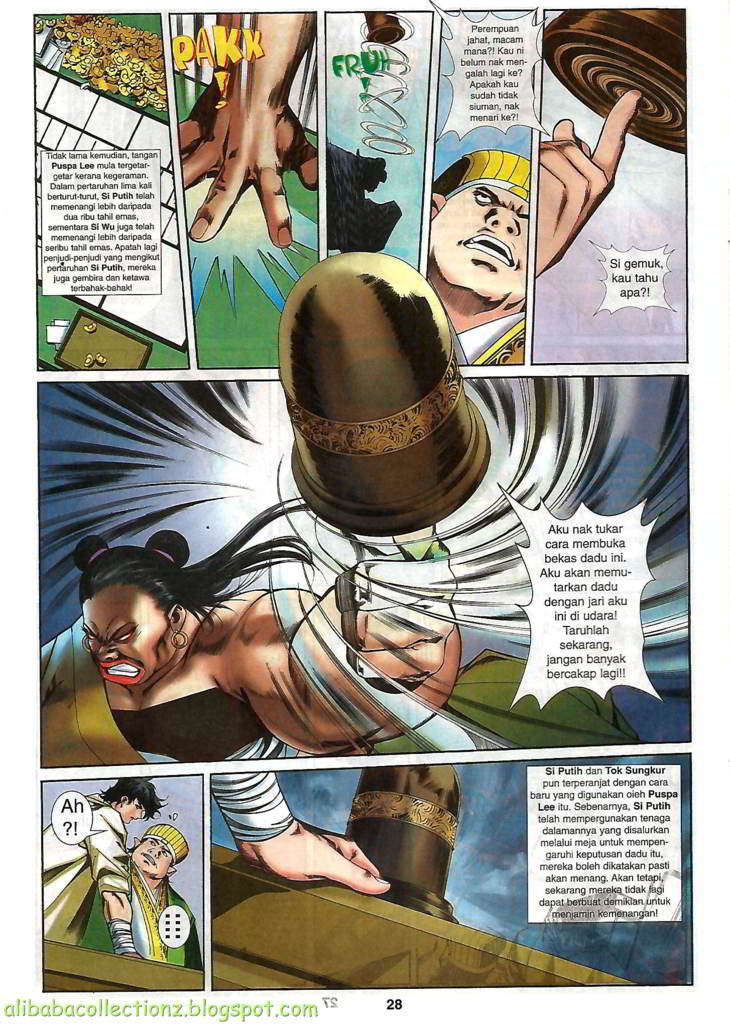 Tidak lama kemudian, tangan
Puspa Lee mula tergetar-
getar kerana kegeraman.
Dalam pertaruhan lima kali
berturut-turut, Si Putih telah
memenangi lebih daripada
dua ribu tahil emas,
sementara Si Wu juga telah
memenangi lebih daripada
seribu tahil emas. Apatah lagi
penjudi-penjudi yang mengikut
pertaruhan Si Putih, mereka
juga gembira dan ketawa
terbahak-bahak!
PAKK
!
FRUH
!
Perempuan
jahat, macam
mana?! Kau ni
belum nak men-
galah lagi ke?
Apakah kau
sudah tidak
siuman, nak
menari ke?!
Si gemuk,
kau tahu
apa?!
Aku nak tukar
cara membuka
bekas dadu ini.
Aku akan memu-
tarkan dadu
dengan jari aku
ini di udara!
Taruhlah
sekarang,
jangan banyak
bercakap lagi!!
Ah
?!
Si Putih dan Tok Sungkur
pun terperanjat dengan cara
baru yang digunakan oleh Puspa
Lee itu. Sebenarnya, Si Putih
telah mempergunakan tenaga
dalamannya yang disalurkan
melalui meja untuk mempen-
garuhi keputusan dadu itu,
mereka boleh dikatakan pasti
akan menang. Akan tetapi,
sekarang mereka tidak lagi
dapat berbuat demikian untuk
menjamin kemenangan!
alibabacollectionz.blogspot.com
27
28